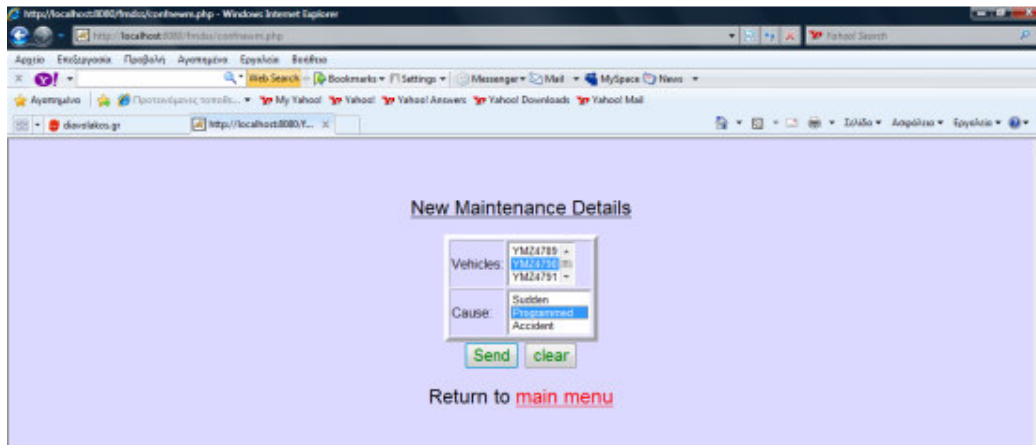 http://localhost:8080/fmdss/confnewm.php - Windows Internet Explorer
http://localhost:8080/fmdss/confnewm.php
Yahoo! Search
Αρχείο Επεξεργασία Προβολή Αγαπημένα Εργαλεία Βοήθεια
Web Search Bookmarks Settings Messenger Mail MySpace News
Αγαπημένα Προτεινόμενες My Yahoo! Yahoo! Yahoo! Answers Yahoo! Downloads Yahoo! Mail
diavolakos.gr
http://localhost:8080/f...
Σελίδα Ασφάλεια Εργαλεία
New Maintenance Details
Vehicles:
YMZ4789
YMZ4790
YMZ4791
Cause:
Sudden
Programmed
Accident
Send clear
Return to main menu